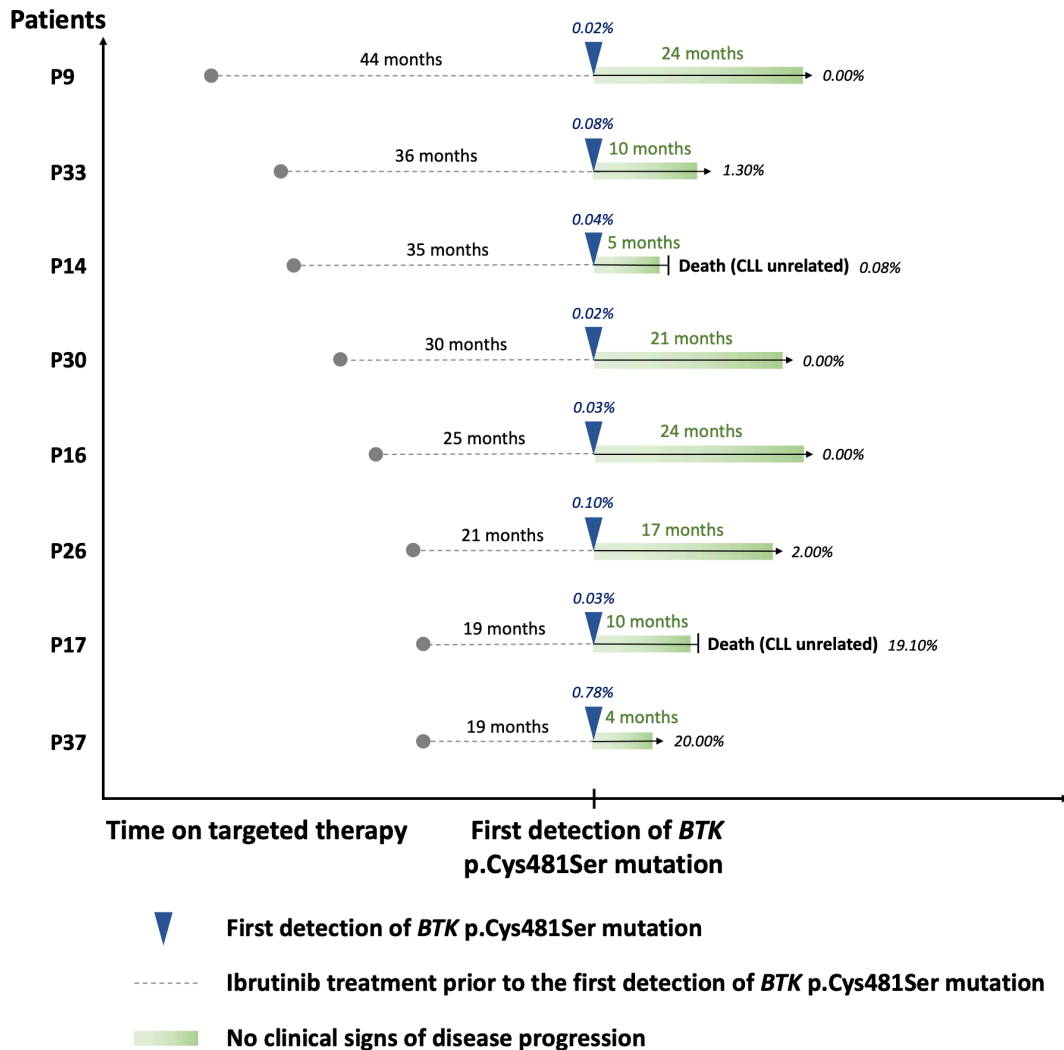 Patients
0.02%
P9 44 months 24 months 0.00%
0.08%
P33 36 months 10 months 1.30%
0.04%
P14 35 months 5 months Death (CLL unrelated) 0.08%
0.02%
P30 30 months 21 months 0.00%
0.03%
P16 25 months 24 months 0.00%
0.10%
P26 21 months 17 months 2.00%
0.03%
P17 19 months 10 months Death (CLL unrelated) 19.10%
0.78%
P37 19 months 4 months 20.00%
Time on targeted therapy
First detection of BTK
p.Cys481Ser mutation
First detection of BTK p.Cys481Ser mutation
Ibrutinib treatment prior to the first detection of BTK p.Cys481Ser mutation
No clinical signs of disease progression